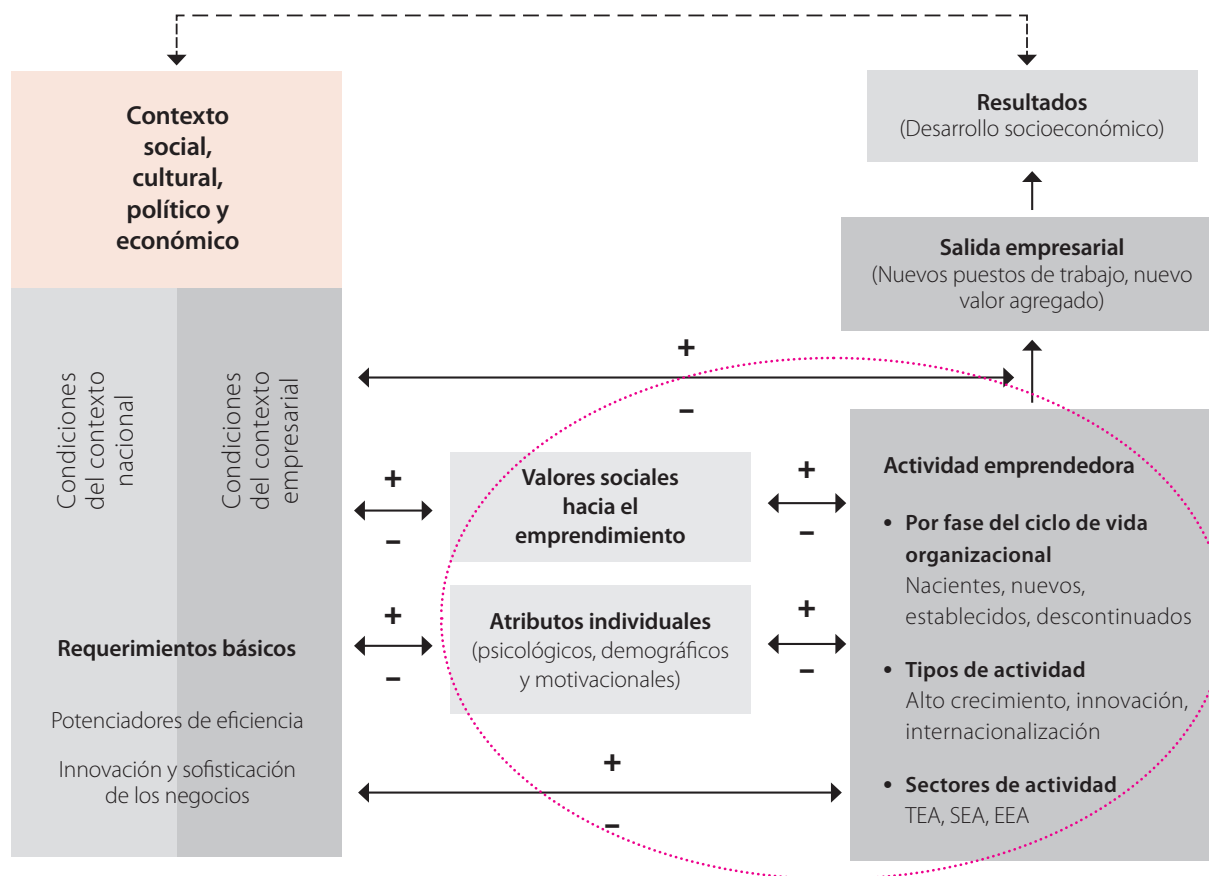 Contexto
social,
cultural,
político y
económico
Condiciones
del contexto
nacional
Condiciones
del contexto
empresarial
Requerimientos básicos
Potenciadores de eficiencia
Innovación y sofisticación
de los negocios
+
−
+
−
Valores sociales
hacia el
emprendimiento
+
−
+
−
Atributos individuales
(psicológicos, demográficos
y motivacionales)
+
−
+
−
Resultados
(Desarrollo socioeconómico)
Salida empresarial
(Nuevos puestos de trabajo, nuevo
valor agregado)
Actividad emprendedora
• Por fase del ciclo de vida
organizacional
Nacientes, nuevos,
establecidos, descontinuados
• Tipos de actividad
Alto crecimiento, innovación,
internacionalización
• Sectores de actividad
TEA, SEA, EEA